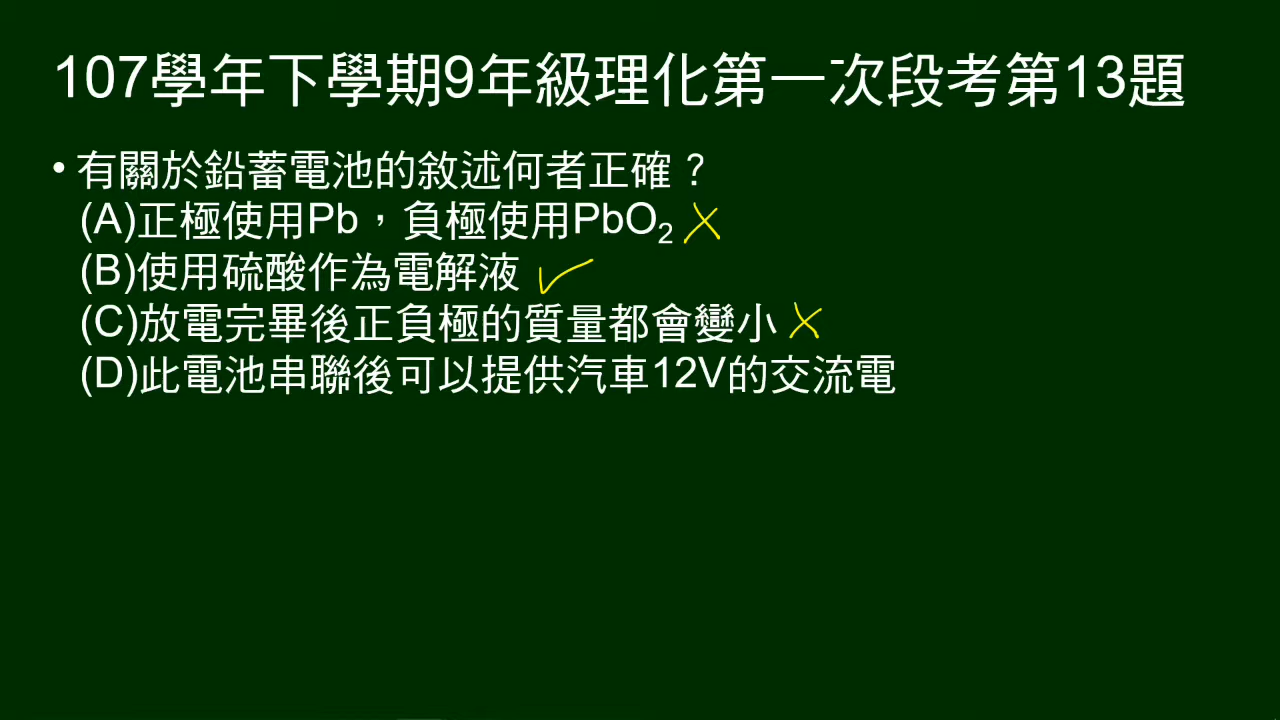 107學年下學期9年級理化第一次段考第13題
•有關於鉛蓄電池的敘述何者正確？
(A)正極使用Pb，負極使用PbO₂
(B)使用硫酸作為電解液
(C)放電完畢後正負極的質量都會變小
(D)此電池串聯後可以提供汽車12V的交流電